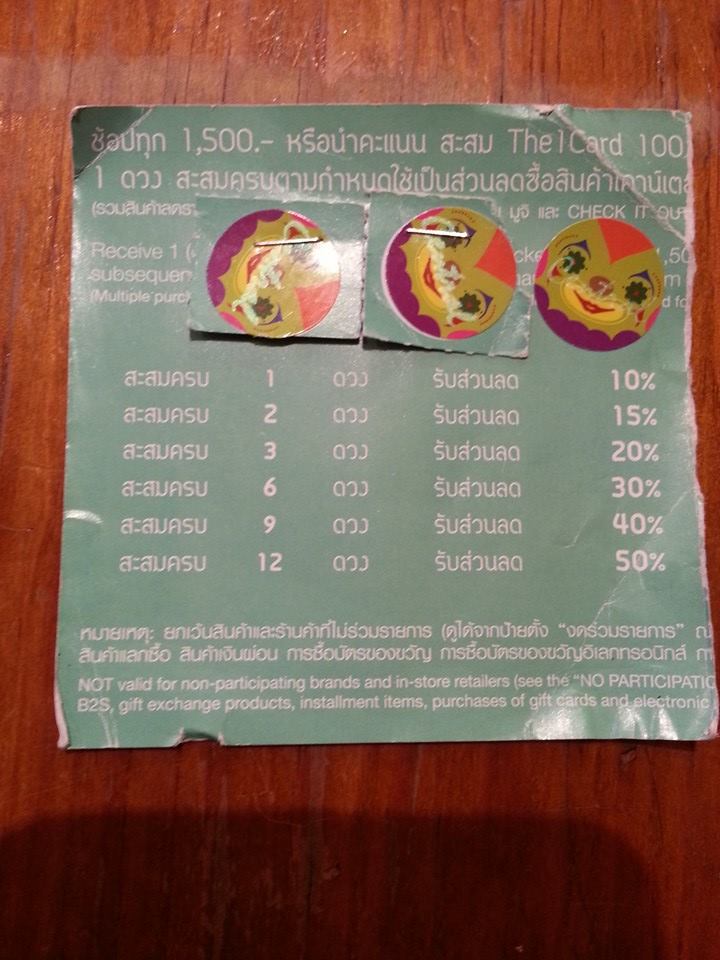 ช้อปทุก 1,500.- หรือนำคะแนน สะสม The1Card 100
1 ดวง สะสมครบตามกำหนดใช้เป็นส่วนลดซื้อสินค้า
มูจิ และ CHECK IT OUT
Receive 1
subsequen
(Multiple purc
สะสมครบ 1 ดวง รับส่วนลด 10%
สะสมครบ 2 ดวง รับส่วนลด 15%
สะสมครบ 3 ดวง รับส่วนลด 20%
สะสมครบ 6 ดวง รับส่วนลด 30%
สะสมครบ 9 ดวง รับส่วนลด 40%
สะสมครบ 12 ดวง รับส่วนลด 50%
หมายเหตุ: ยกเว้นสินค้าและร้านค้าที่ไม่ร่วมรายการ (ดูได้จากป้ายตั้ง "งดร่วมรายการ" ณ
สินค้าแลกซื้อ สินค้าเงินผ่อน การซื้อบัตรของขวัญ การซื้อบัตรของขวัญอิเลกทรอนิกส์
NOT valid for non-participating brands and in-store retailers (see the "NO PARTICIPATIO
B2S, gift exchange products, installment items, purchases of gift cards and electronic